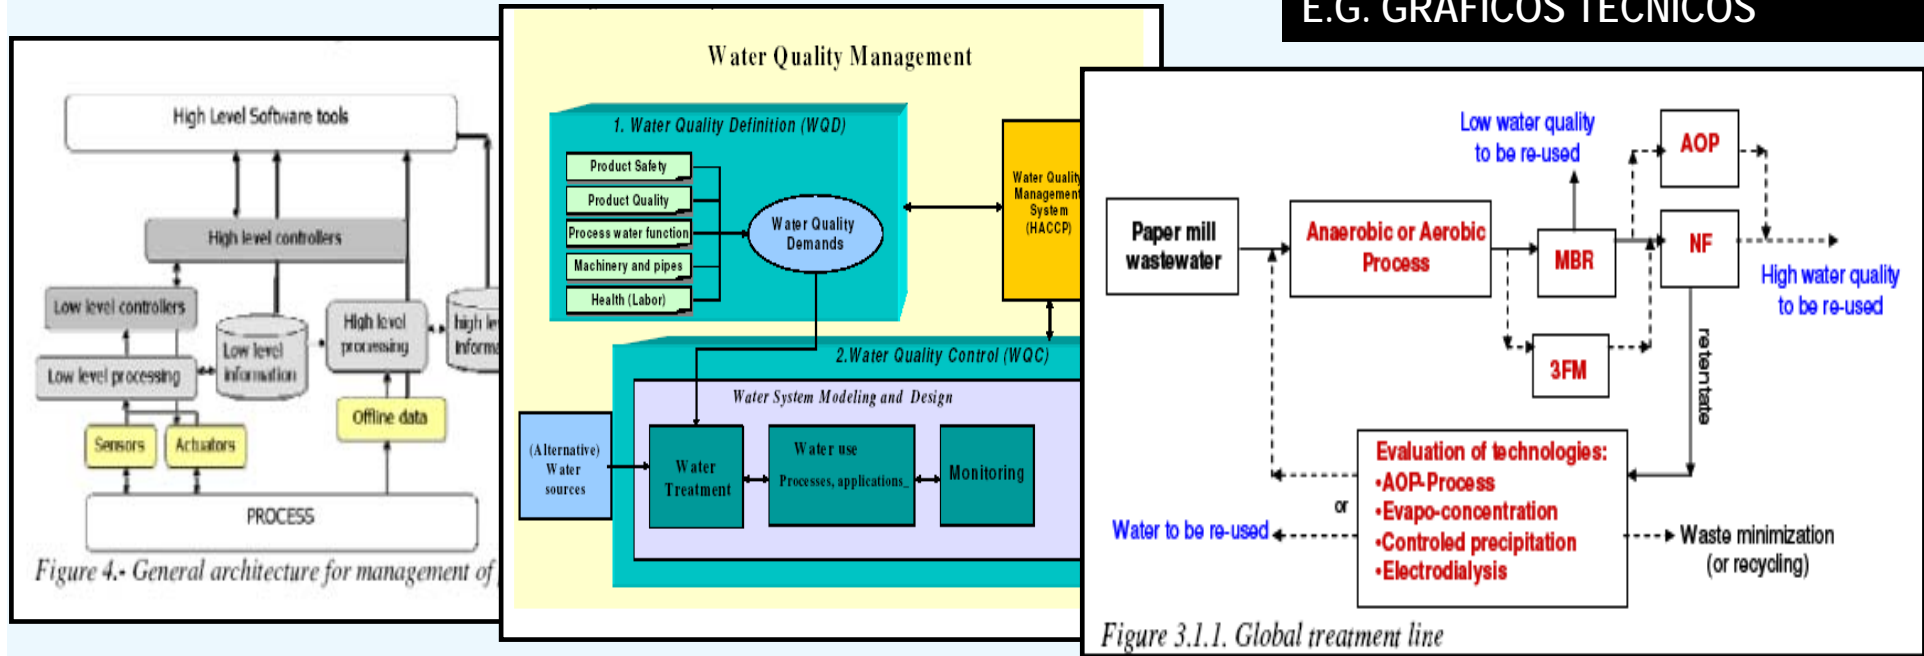 E.G. GRÁFICOS TÉCNICOS
High Level Software tools
High level controllers
Low level controllers
Low level
information
High level
processing
high le
Informa
Low level processing
Offline data
Sensors
Actuators
PROCESS
Figure 4.- General architecture for management of
Water Quality Management
1. Water Quality Definition (WQD)
Product Safety
Product Quality
Process water function
Machinery and pipes
Health (Labor)
Water Quality
Demands
Water Quality
Management
System
(HACCP)
2.Water Quality Control (WQC)
Water System Modeling and Design
(Alternative)
Water
sources
Water
Treatment
Water use
Processes, applications_
Monitoring
Low water quality
to be re-used
AOP
Paper mill
wastewater
Anaerobic or Aerobic
Process
MBR
NF
High water quality
to be re-used
3FM
retentate
Evaluation of technologies:
•AOP-Process
•Evapo-concentration
•Controled precipitation
•Electrodialysis
or
Water to be re-used
Waste minimization
(or recycling)
Figure 3.1.1. Global treatment line